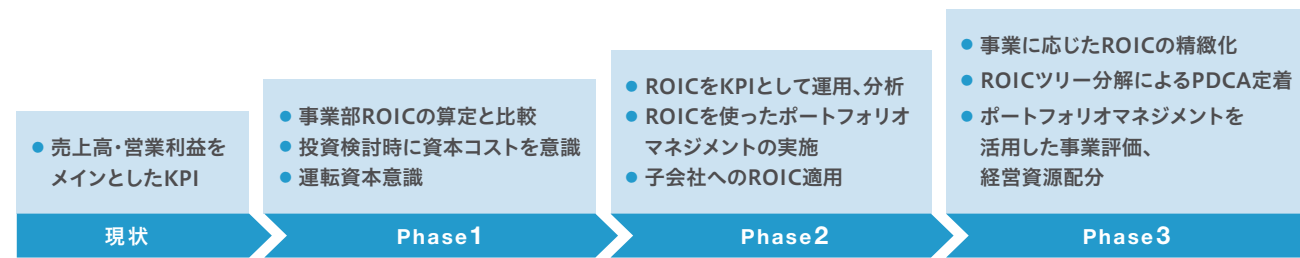 ● 売上高・営業利益を
メインとしたKPI
現状
● 事業部ROICの算定と比較
● 投資検討時に資本コストを意識
● 運転資本意識
Phase1
● ROICをKPIとして運用、分析
● ROICを使ったポートフォリオ
マネジメントの実施
● 子会社へのROIC適用
Phase2
● 事業に応じたROICの精緻化
● ROICツリー分解によるPDCA定着
● ポートフォリオマネジメントを
活用した事業評価、
経営資源配分
Phase3